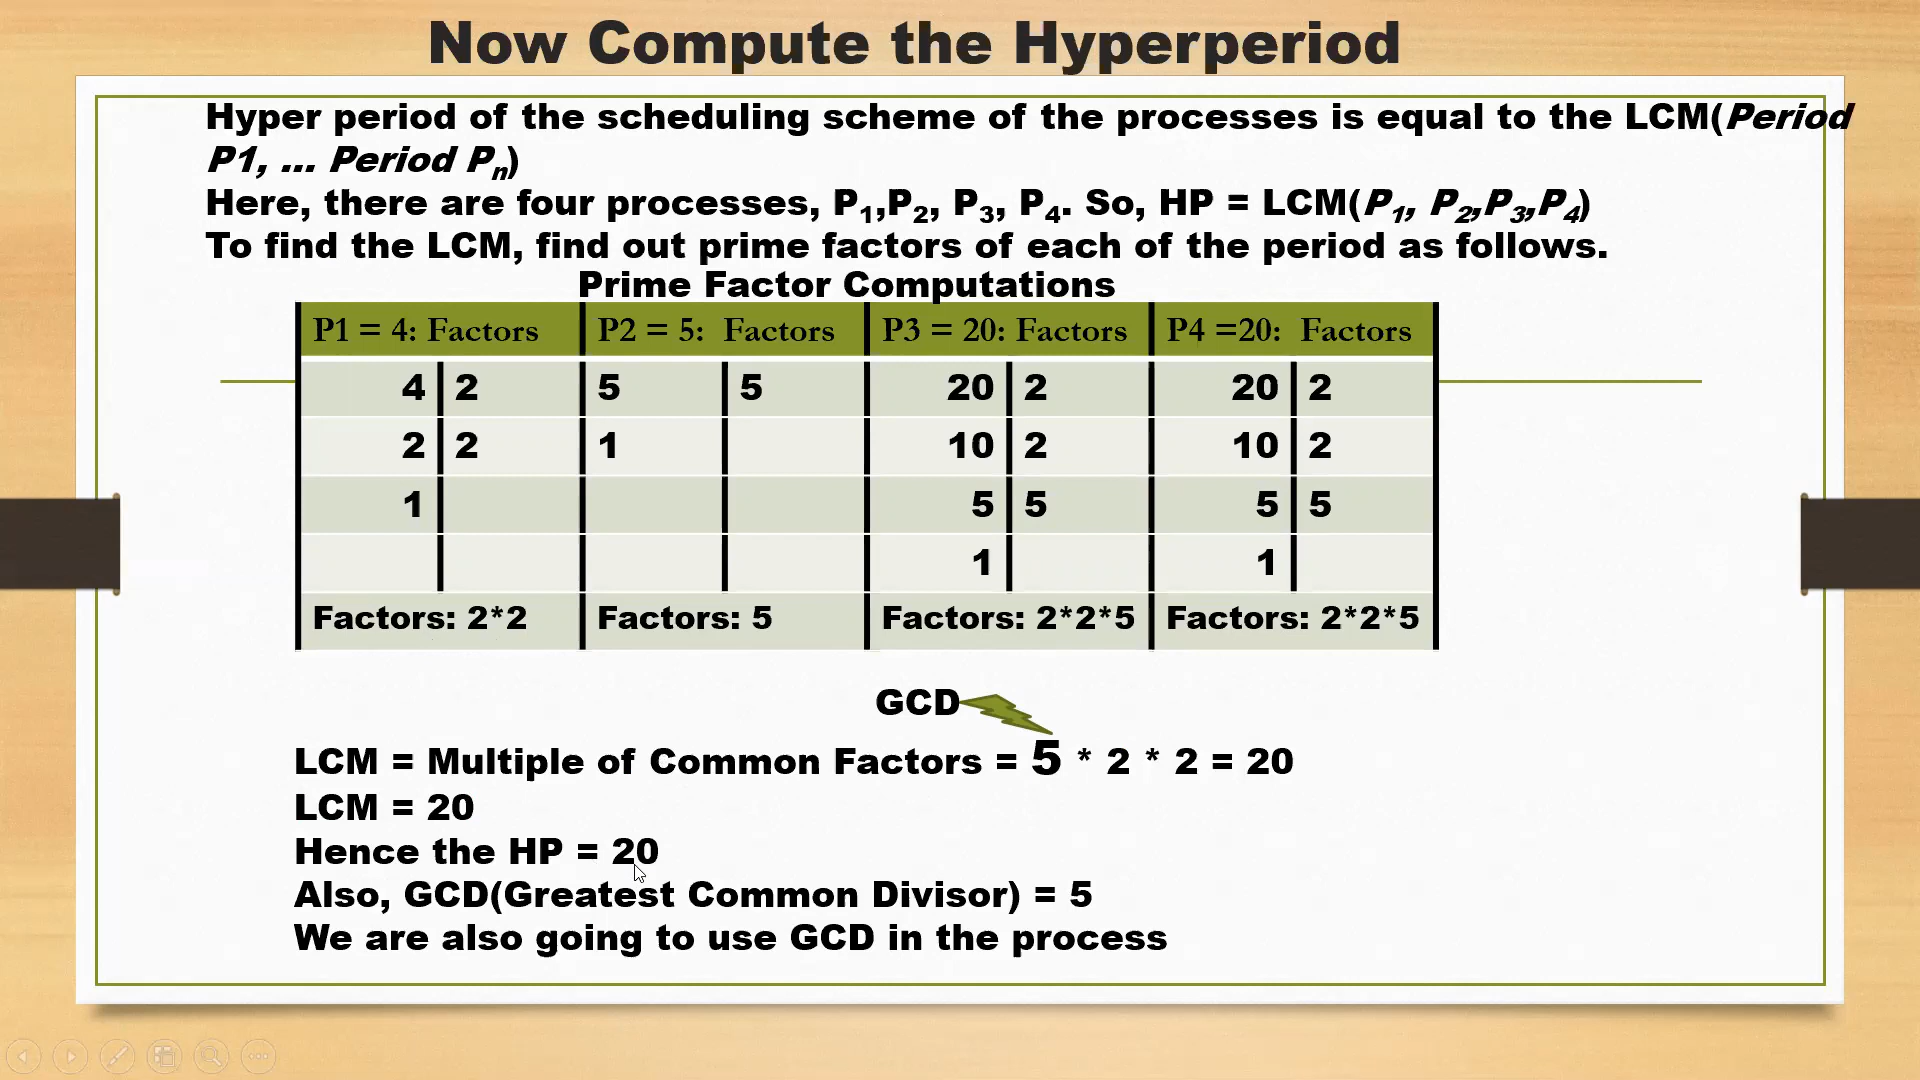 Now Compute the Hyperperiod
Hyper period of the scheduling scheme of the processes is equal to the LCM(Period
P1, ... Period Pn)
Here, there are four processes, P1,P2, P3, P4. So, HP = LCM(P1, P2,P3,P4)
To find the LCM, find out prime factors of each of the period as follows.
Prime Factor Computations
P1 = 4: Factors P2 = 5: Factors P3 = 20: Factors P4 =20: Factors
4 2 5 5 20 2 20 2
2 2 1 10 2 10 2
1 5 5 5 5
1 1
Factors: 2*2 Factors: 5 Factors: 2*2*5 Factors: 2*2*5
GCD
LCM = Multiple of Common Factors = 5 * 2 * 2 = 20
LCM = 20
Hence the HP = 20
Also, GCD(Greatest Common Divisor) = 5
We are also going to use GCD in the process